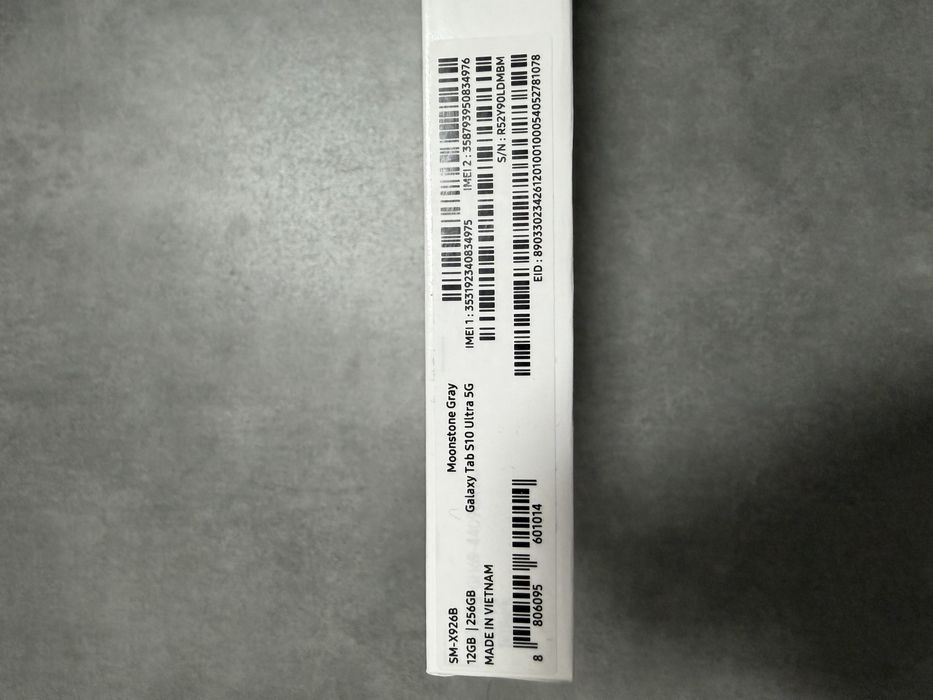 SM-X926B
Moonstone Gray
12GB | 256GB
Galaxy Tab S10 Ultra 5G
MADE IN VIETNAM
8 806095 601014
IMEI 1 : 353192340834975
IMEI 2 : 358793950834976
S/N : R52Y90LDMBM
EID : 89033023426120100100054052781078